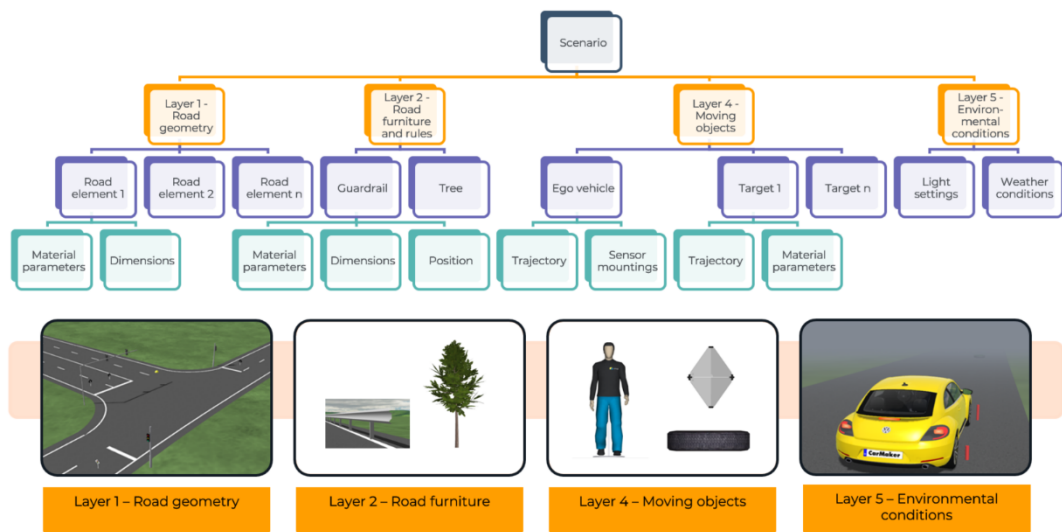 Scenario
Layer 1 -
Road
geometry
Layer 2 -
Road
furniture
and rules
Layer 4 -
Moving
objects
Layer 5 -
Environ-
mental
conditions
Road
element 1
Road
element 2
Road
element n
Guardrail
Tree
Ego vehicle
Target 1
Target n
Light
settings
Weather
conditions
Material
parameters
Dimensions
Material
parameters
Dimensions
Position
Trajectory
Sensor
mountings
Trajectory
Material
parameters
CarMaker
Layer 1 – Road geometry
Layer 2 – Road furniture
Layer 4 – Moving objects
Layer 5 – Environmental
conditions